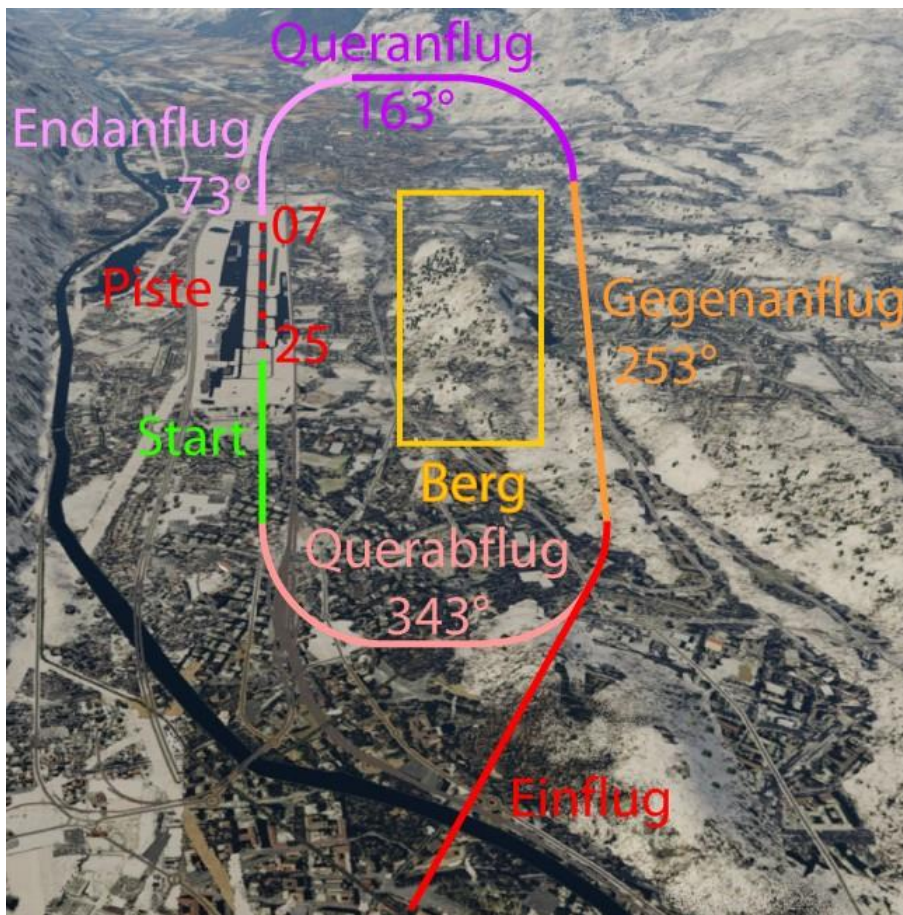 Queranflug
163°
Endanflug
73°
07
Piste
25
Gegenanflug
253°
Start
Berg
Querabflug
343°
Einflug